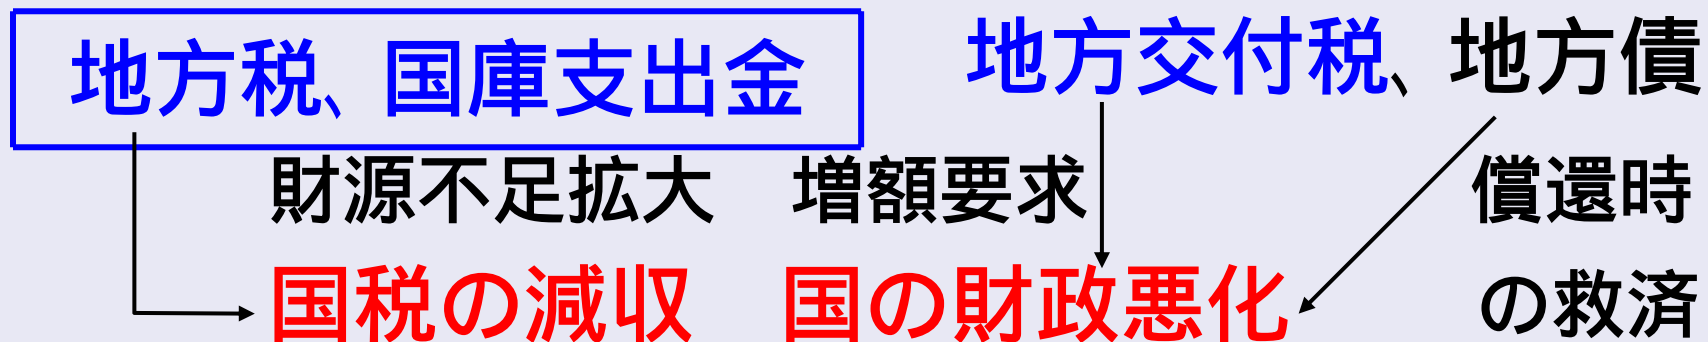 地方税、国庫支出金 地方交付税、地方債
財源不足拡大 増額要求 償還時
国税の減収 国の財政悪化 の救済